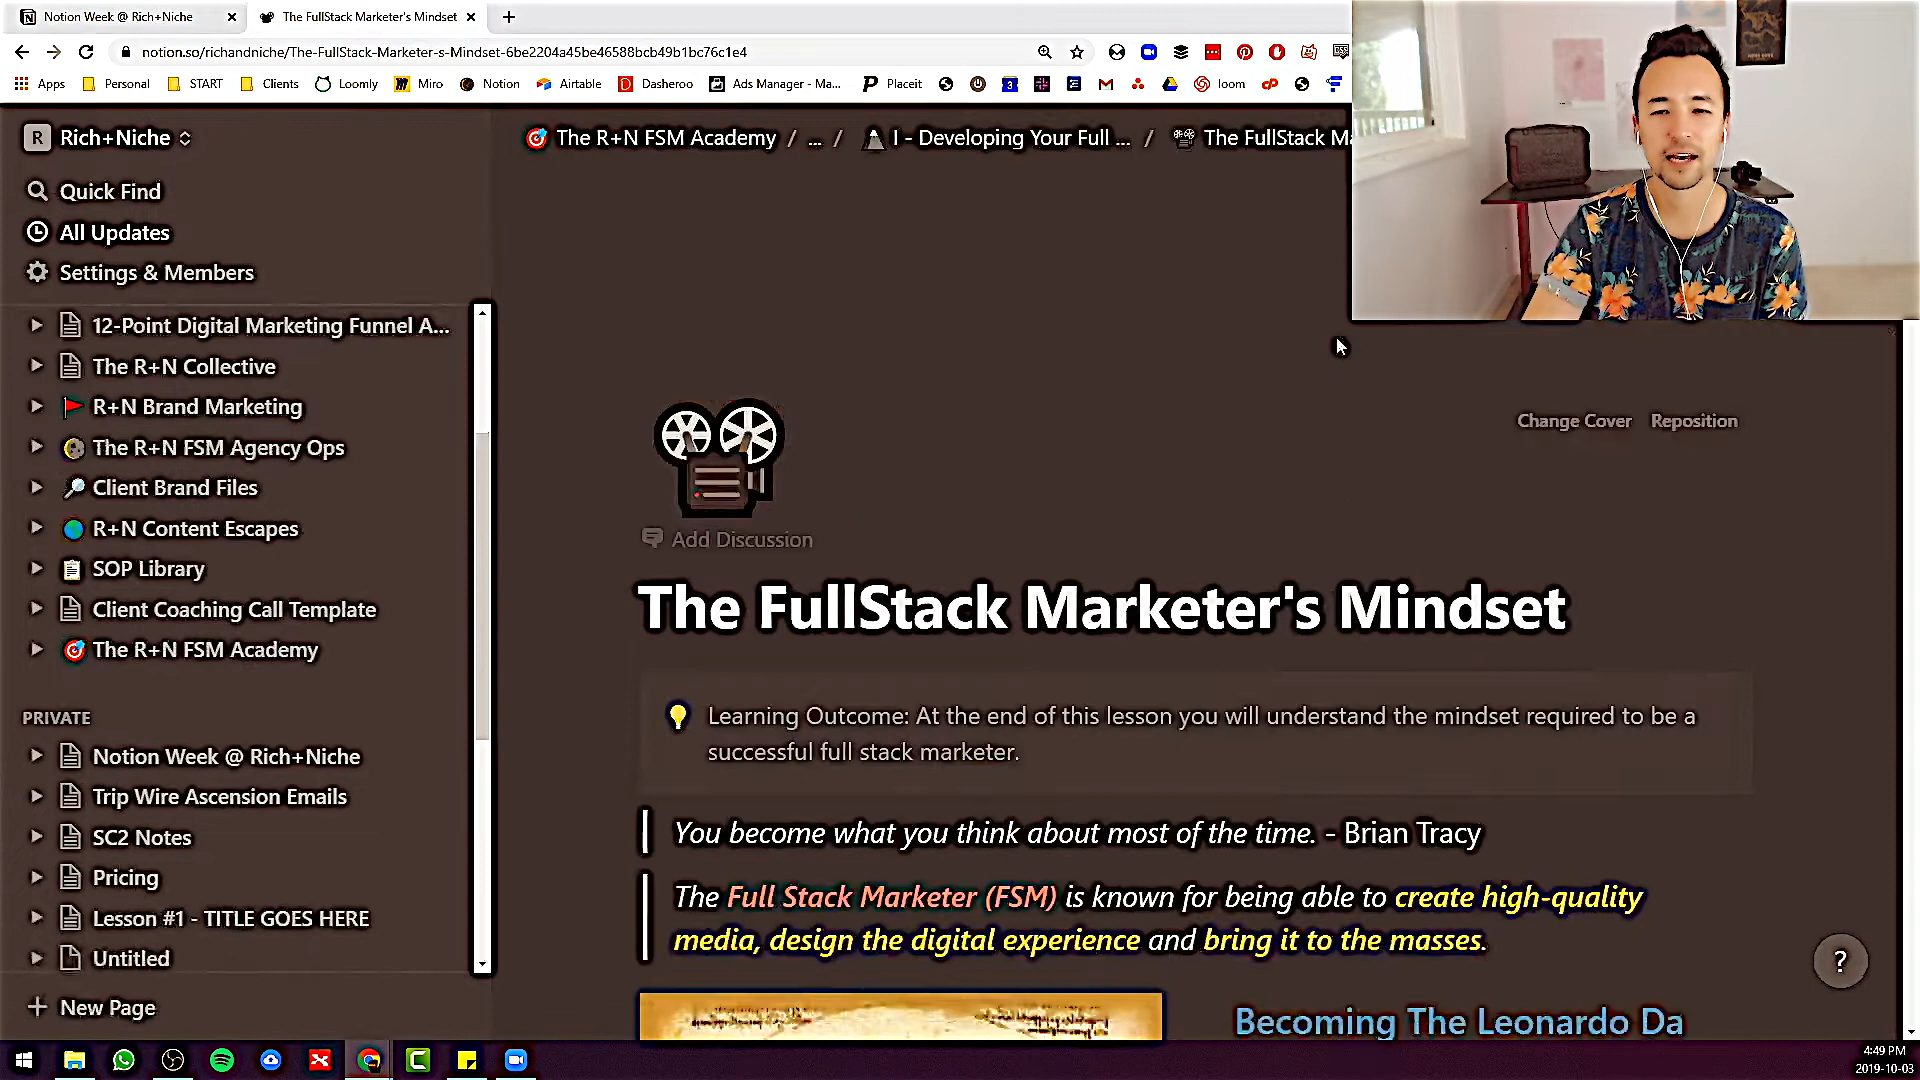 Notion Week @ Rich+Niche
The FullStack Marketer's Mindset
notion.so/richandniche/The-FullStack-Marketer-s-Mindset-6be2204a45be46588bcb49b1bc76c1e4
Apps
Personal
START
Clients
Loomly
Miro
Notion
Airtable
Dasheroo
Ads Manager - Ma...
Placeit
loom
R Rich+Niche
The R+N FSM Academy / ... / I - Developing Your Full ... / The FullStack Ma
Quick Find
All Updates
Settings & Members
12-Point Digital Marketing Funnel A...
The R+N Collective
R+N Brand Marketing
The R+N FSM Agency Ops
Client Brand Files
R+N Content Escapes
SOP Library
Client Coaching Call Template
The R+N FSM Academy
PRIVATE
Notion Week @ Rich+Niche
Trip Wire Ascension Emails
SC2 Notes
Pricing
Lesson #1 - TITLE GOES HERE
Untitled
New Page
Change Cover Reposition
Add Discussion
The FullStack Marketer's Mindset
Learning Outcome: At the end of this lesson you will understand the mindset required to be a
successful full stack marketer.
You become what you think about most of the time. - Brian Tracy
The Full Stack Marketer (FSM) is known for being able to create high-quality
media, design the digital experience and bring it to the masses.
Becoming The Leonardo Da
?
4:49 PM
2019-10-03